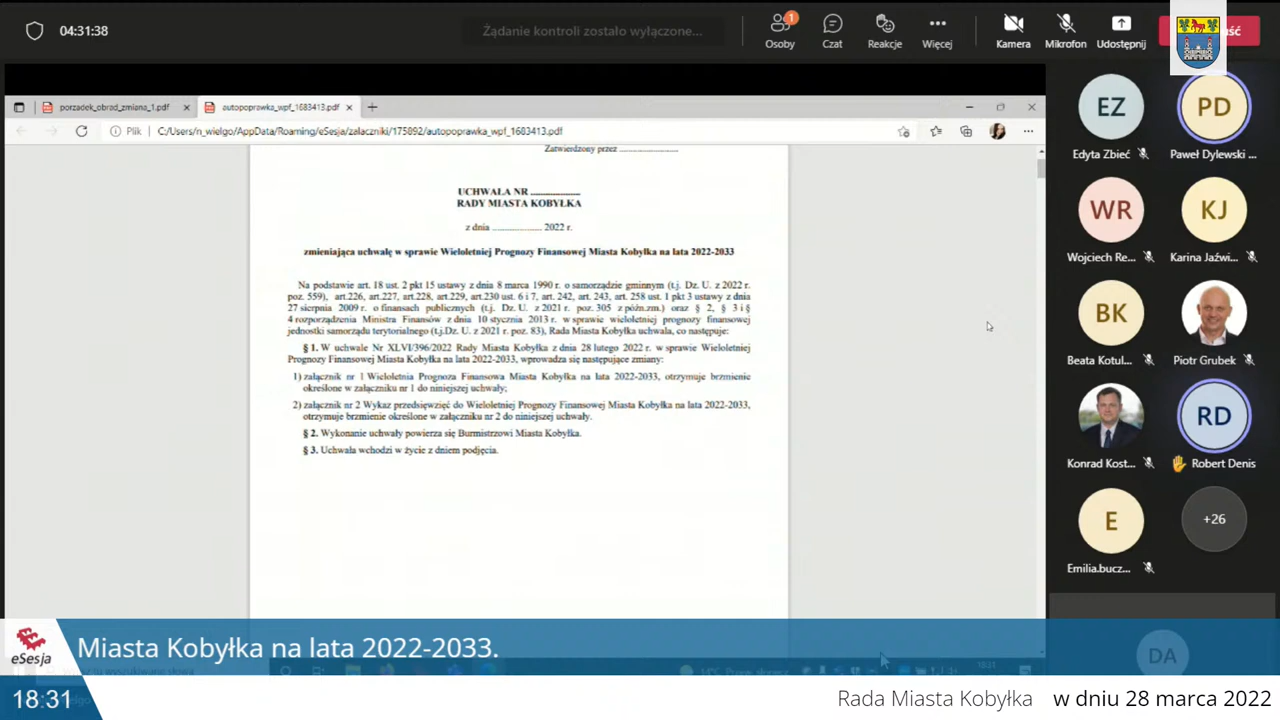 04:31:38
Żądanie kontroli zostało wyłączone...
1
Osoby
Czat
Reakcje
Więcej
Kamera
Mikrofon
Udostępnij
ść
porzadek_obrad_zmiana_1.pdf
autopoprawka_wpf_1683413.pdf
Plik
C:/Users/n_wielgo/AppData/Roaming/eSesja/zalaczniki/175892/autopoprawka_wpf_1683413.pdf
Zatwierdzony przez
UCHWAŁA NR
RADY MIASTA KOBYŁKA
z dnia 2022 r.
zmieniająca uchwałę w sprawie Wieloletniej Prognozy Finansowej Miasta Kobyłka na lata 2022-2033
Na podstawie art. 18 ust. 2 pkt 15 ustawy z dnia 8 marca 1990 r. o samorządzie gminnym (t.j. Dz. U. z 2022 r.
poz. 559), art.226, art.227, art.228, art.229, art.230 ust. 6 i 7, art. 242, art. 243, art. 258 ust. 1 pkt 3 ustawy z dnia
27 sierpnia 2009 r. o finansach publicznych (t.j. Dz. U. z 2021 r. poz. 305 z późn.zm.) oraz § 2, § 3 i §
4 rozporządzenia Ministra Finansów z dnia 10 stycznia 2013 r. w sprawie wieloletniej prognozy finansowej
jednostki samorządu terytorialnego (t.j.Dz. U. z 2021 r. poz. 83), Rada Miasta Kobyłka uchwala, co następuje:
§ 1. W uchwale Nr XLVI/396/2022 Rady Miasta Kobyłka z dnia 28 lutego 2022 r. w sprawie Wieloletniej
Prognozy Finansowej Miasta Kobyłka na lata 2022-2033, wprowadza się następujące zmiany:
1) załącznik nr 1 Wieloletnia Prognoza Finansowa Miasta Kobyłka na lata 2022-2033, otrzymuje brzmienie
określone w załączniku nr 1 do niniejszej uchwały;
2) załącznik nr 2 Wykaz przedsięwzięć do Wieloletniej Prognozy Finansowej Miasta Kobyłka na lata 2022-2033,
otrzymuje brzmienie określone w załączniku nr 2 do niniejszej uchwały.
§ 2. Wykonanie uchwały powierza się Burmistrzowi Miasta Kobyłka.
§ 3. Uchwała wchodzi w życie z dniem podjęcia.
EZ
Edyta Zbieć
PD
Paweł Dylewski ...
WR
Wojciech Re...
KJ
Karina Jaźwi...
BK
Beata Kotul...
Piotr Grubek
Konrad Kost...
RD
Robert Denis
E
Emilia.bucz...
+26
DA
eSesja
Miasta Kobyłka na lata 2022-2033.
18:31
Rada Miasta Kobyłka w dniu 28 marca 2022